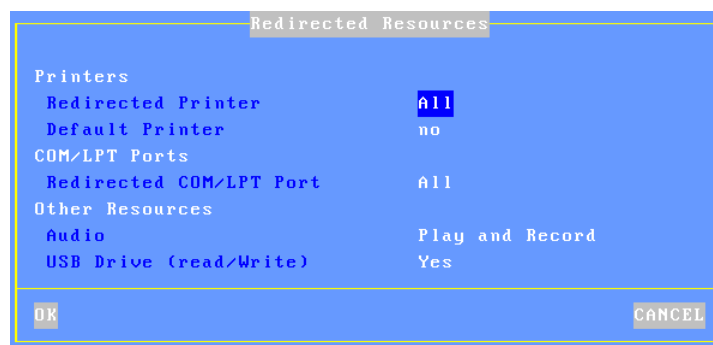 Redirected Resources
Printers
Redirected Printer All
Default Printer no
COM/LPT Ports
Redirected COM/LPT Port All
Other Resources
Audio Play and Record
USB Drive (read/Write) Yes
OK CANCEL